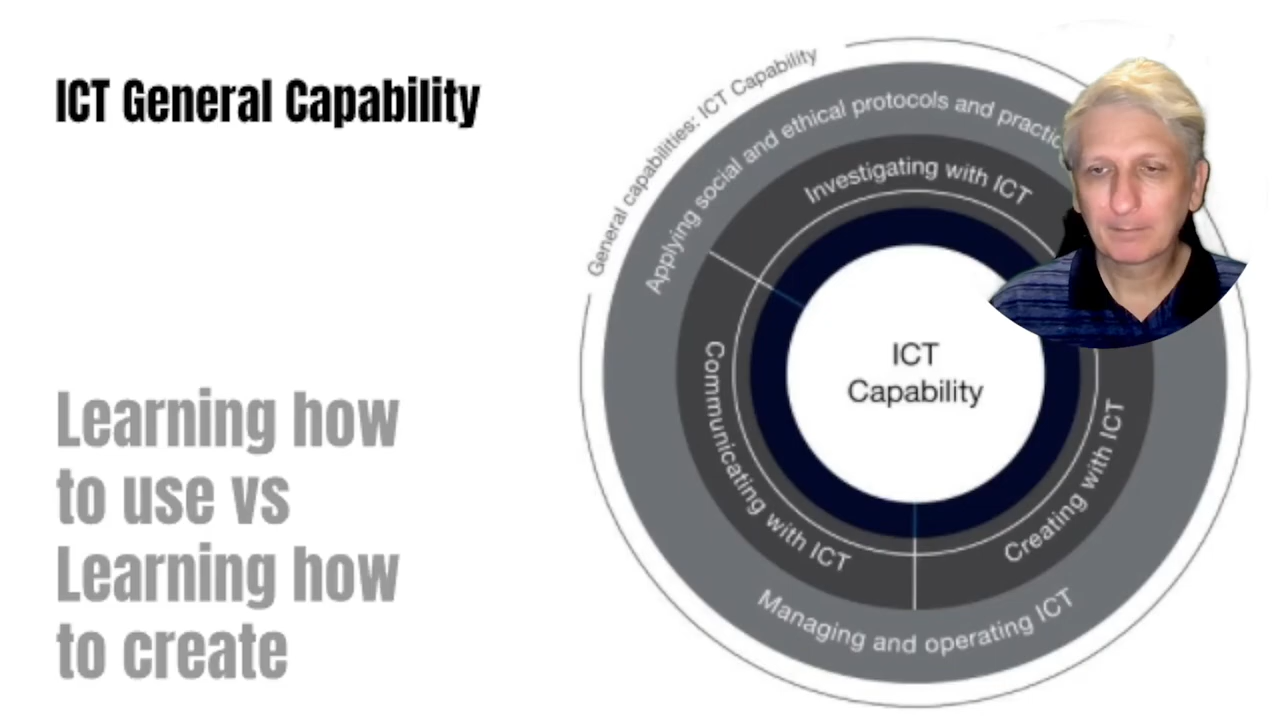 ICT General Capability
Learning how
to use vs
Learning how
to create
General capabilities: ICT Capability
Applying social and ethical protocols and
Investigating with ICT
ICT
Capability
Communicating with ICT
Creating with ICT
Managing and operating ICT